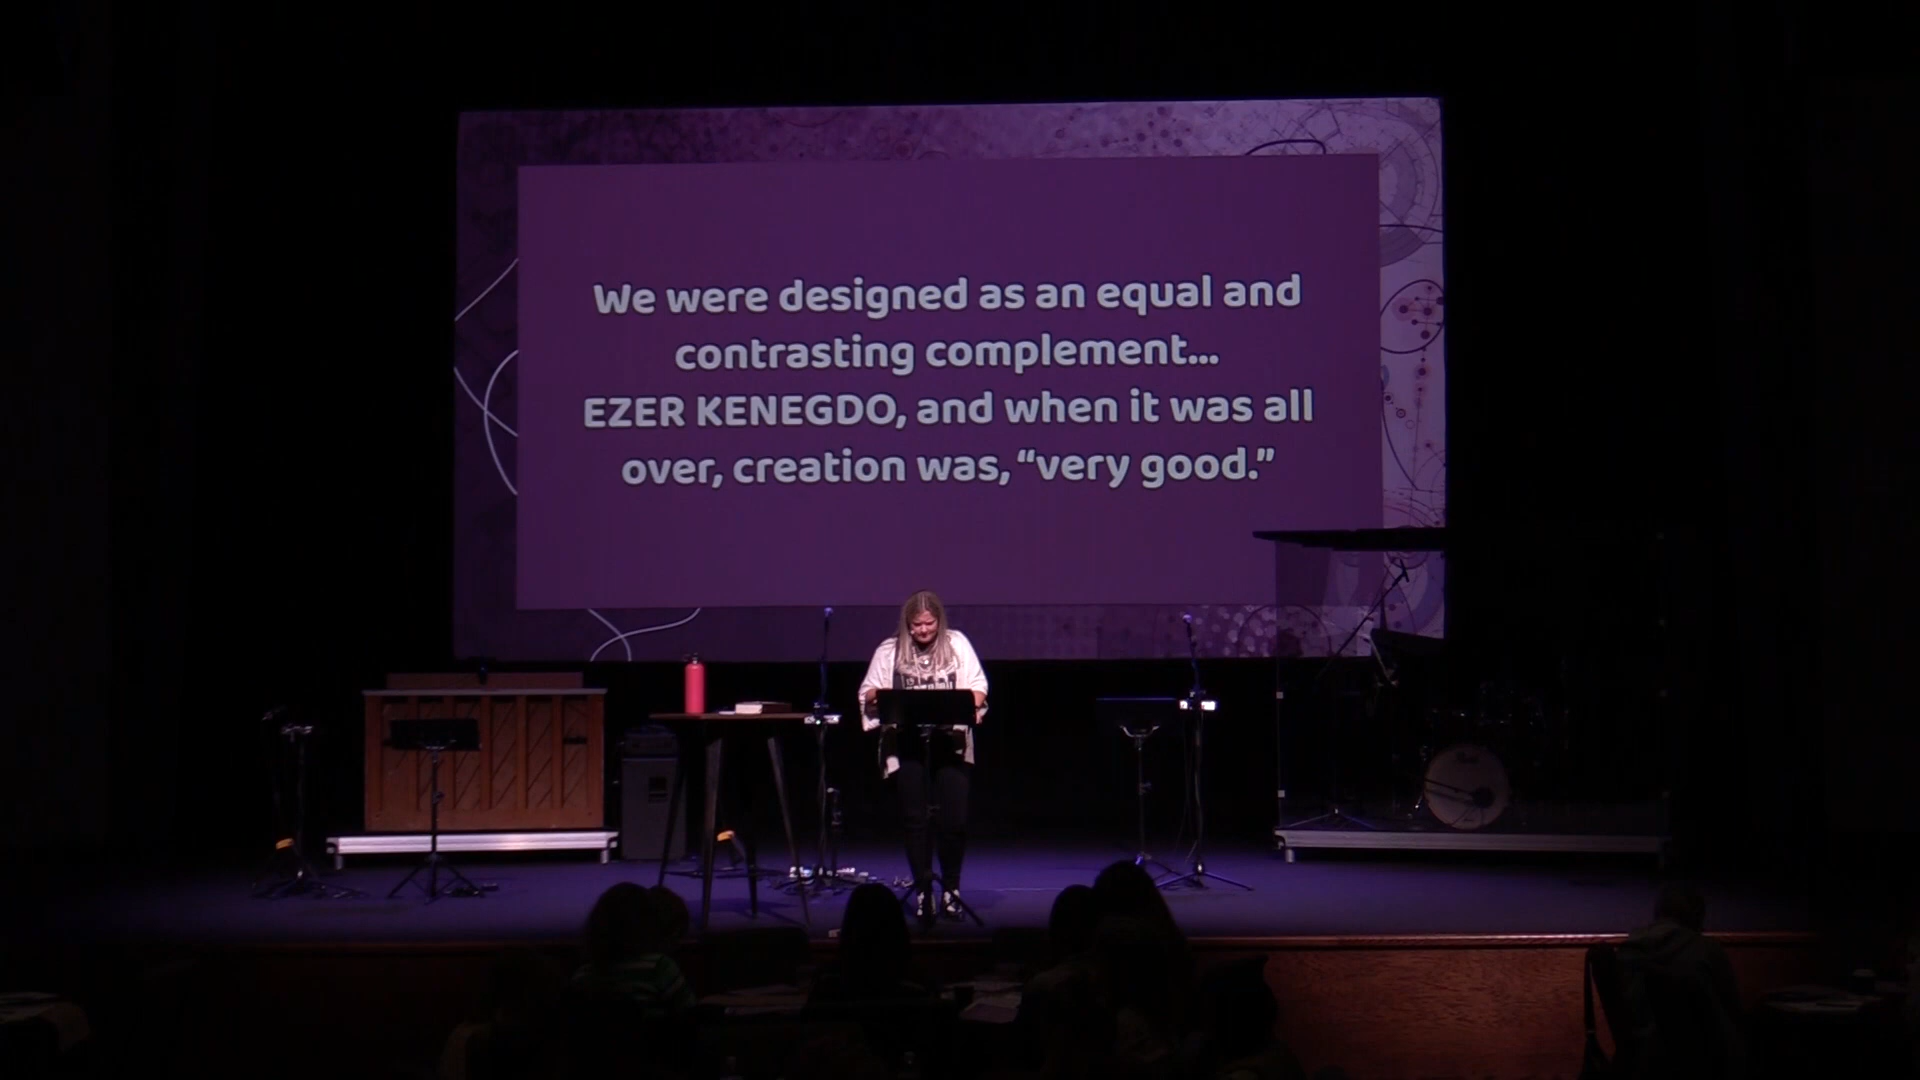 We were designed as an equal and
contrasting complement...
EZER KENEGDO, and when it was all
over, creation was, “very good.”